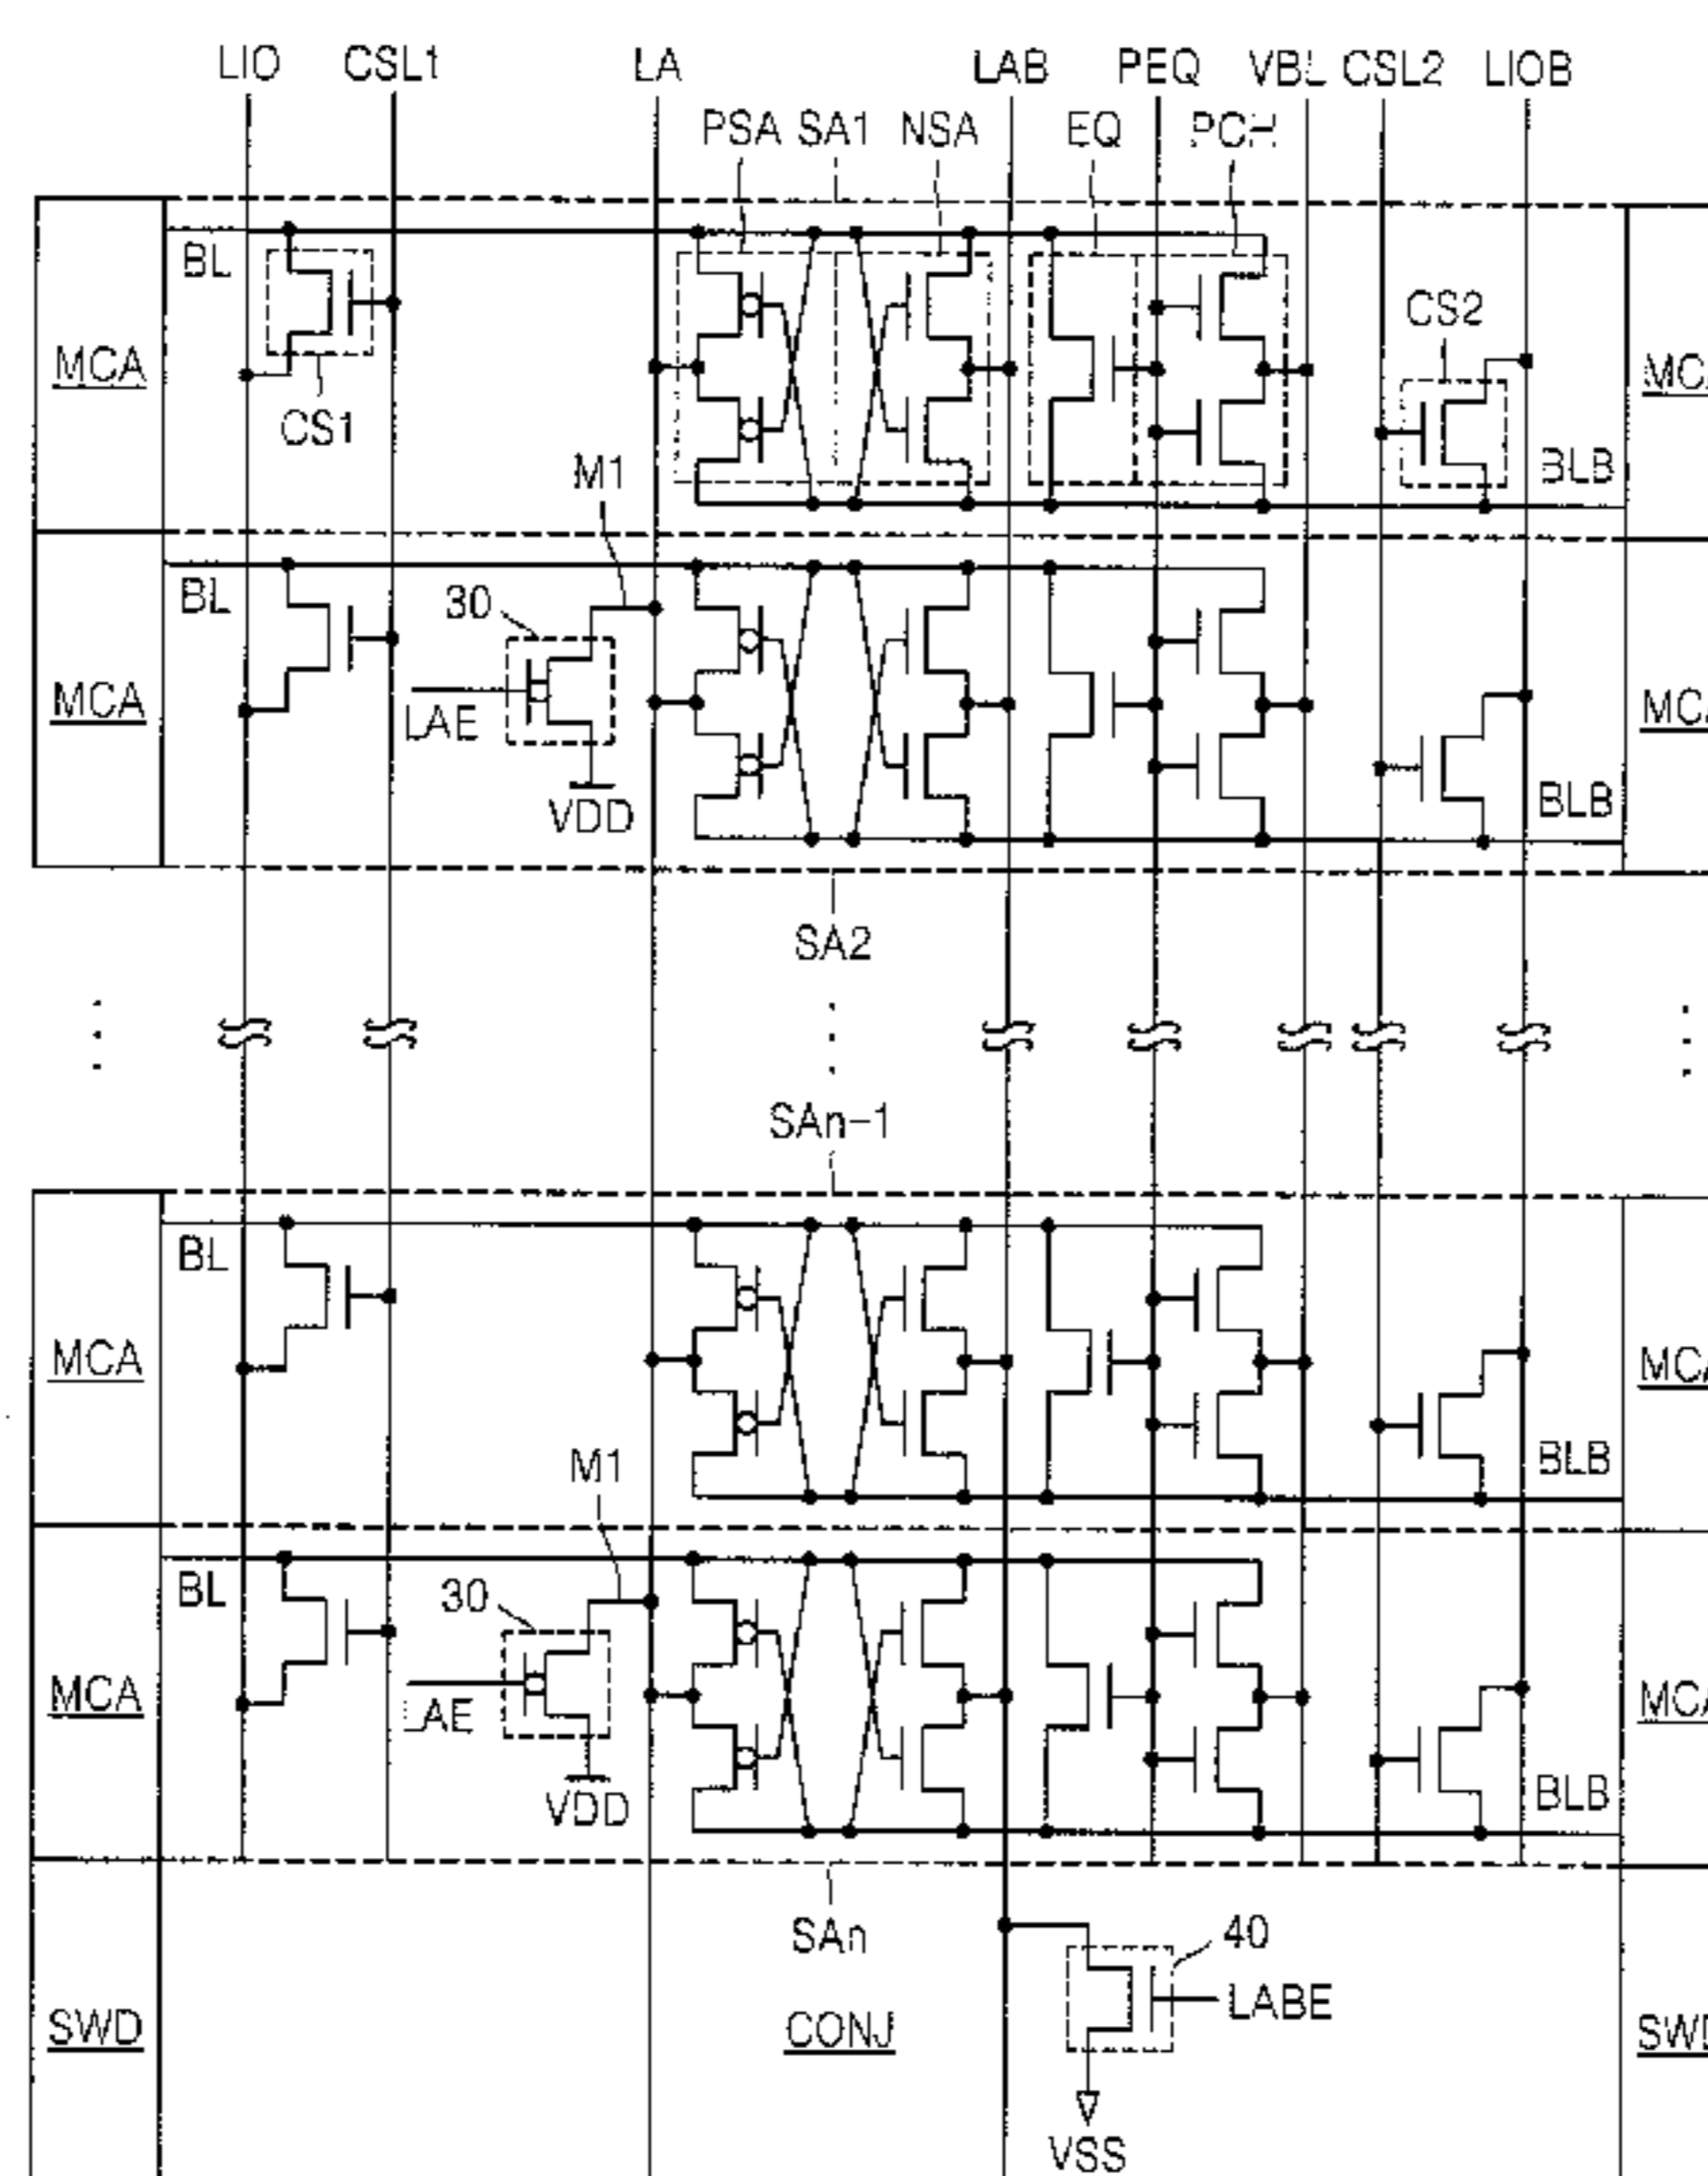 LIO CSL1 LA LAB PEQ VBL CSL2 LIOB
PSA SA1 NSA EQ PCH
BL
CS2
MCA
CS1
M1
BLB
BL
30
MCA
LAE
VDD
BLB
SA2
SAn-1
BL
MCA
M1
BLB
BL
30
MCA
LAE
VDD
BLB
SAn
40
LABE
SWD CONJ
VSS